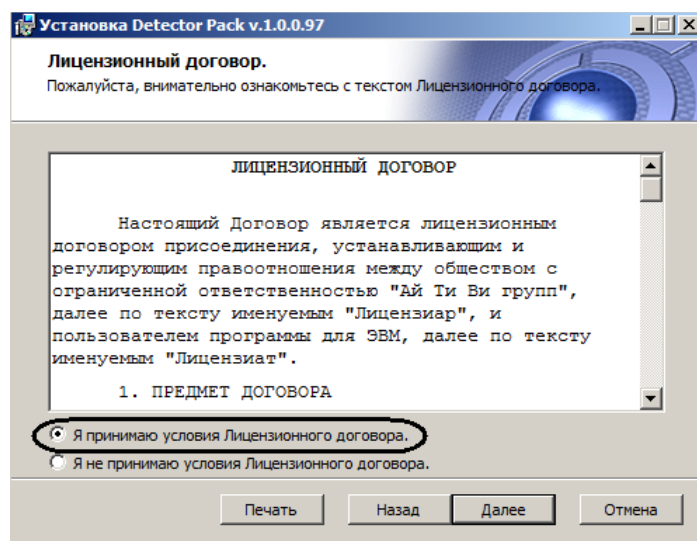 Установка Detector Pack v.1.0.0.97
Лицензионный договор.
Пожалуйста, внимательно ознакомьтесь с текстом Лицензионного договора.
ЛИЦЕНЗИОННЫЙ ДОГОВОР
Настоящий Договор является лицензионным
договором присоединения, устанавливающим и
регулирующим правоотношения между обществом с
ограниченной ответственностью "Ай Ти Ви групп",
далее по тексту именуемым "Лицензиар", и
пользователем программы для ЭВМ, далее по тексту
именуемым "Лицензиат".
1. ПРЕДМЕТ ДОГОВОРА
Я принимаю условия Лицензионного договора.
Я не принимаю условия Лицензионного договора.
Печать Назад Далее Отмена